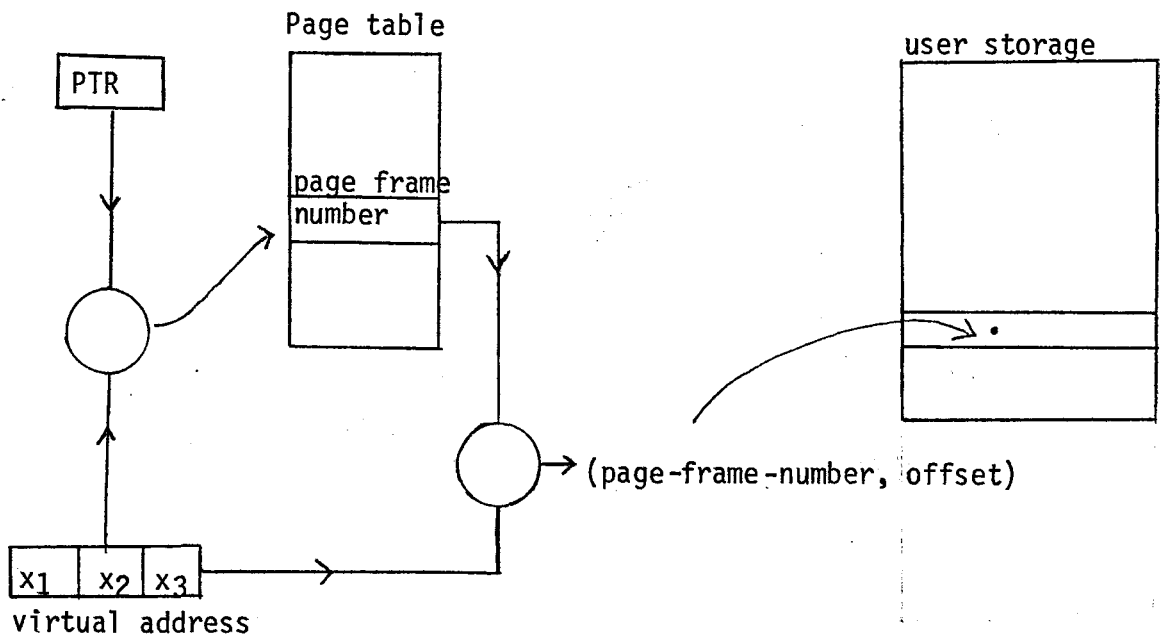 Page table
user storage
PTR
page frame
number
(page-frame-number, offset)
x1 x2 x3
virtual address